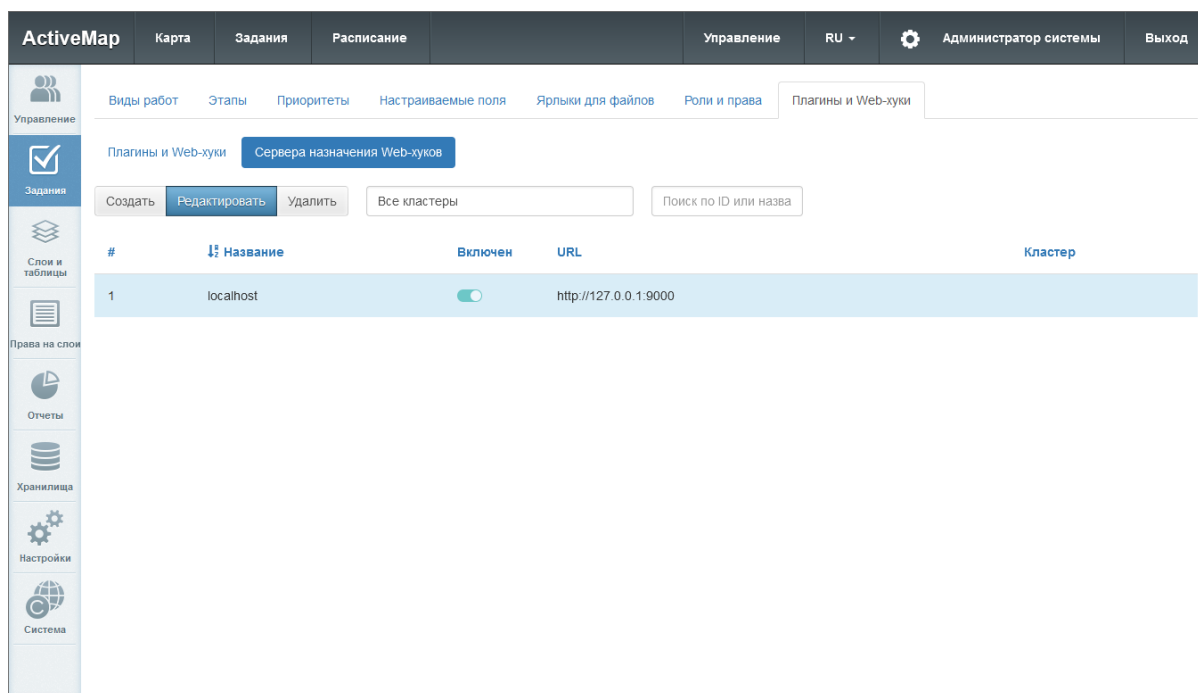 ActiveMap Карта Задания Расписание Управление RU Администратор системы Выход
Управление
Виды работ Этапы Приоритеты Настраиваемые поля Ярлыки для файлов Роли и права Плагины и Web-хуки
Плагины и Web-хуки Сервера назначения Web-хуков
Задания
Создать Редактировать Удалить Все кластеры Поиск по ID или назва
# Название Включен URL Кластер
Слои и
таблицы
1 localhost http://127.0.0.1:9000
Права на слои
Отчеты
Хранилища
Настройки
Система